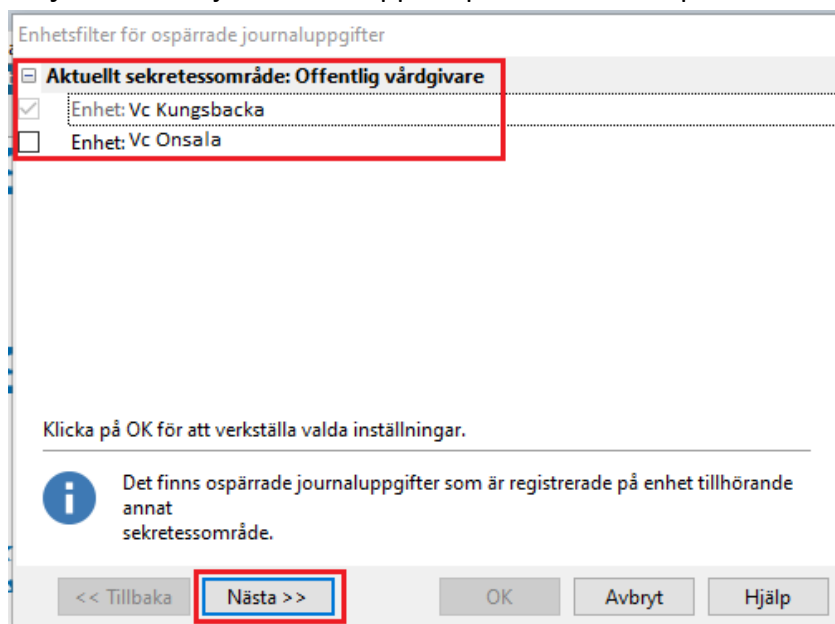 Enhetsfilter för ospärrade journaluppgifter
Aktuellt sekretessområde: Offentlig vårdgivare
Enhet: Vc Kungsbacka
Enhet: Vc Onsala
Klicka på OK för att verkställa valda inställningar.
Det finns ospärrade journaluppgifter som är registrerade på enhet tillhörande
annat
sekretessområde.
<< Tillbaka Nästa >> OK Avbryt Hjälp